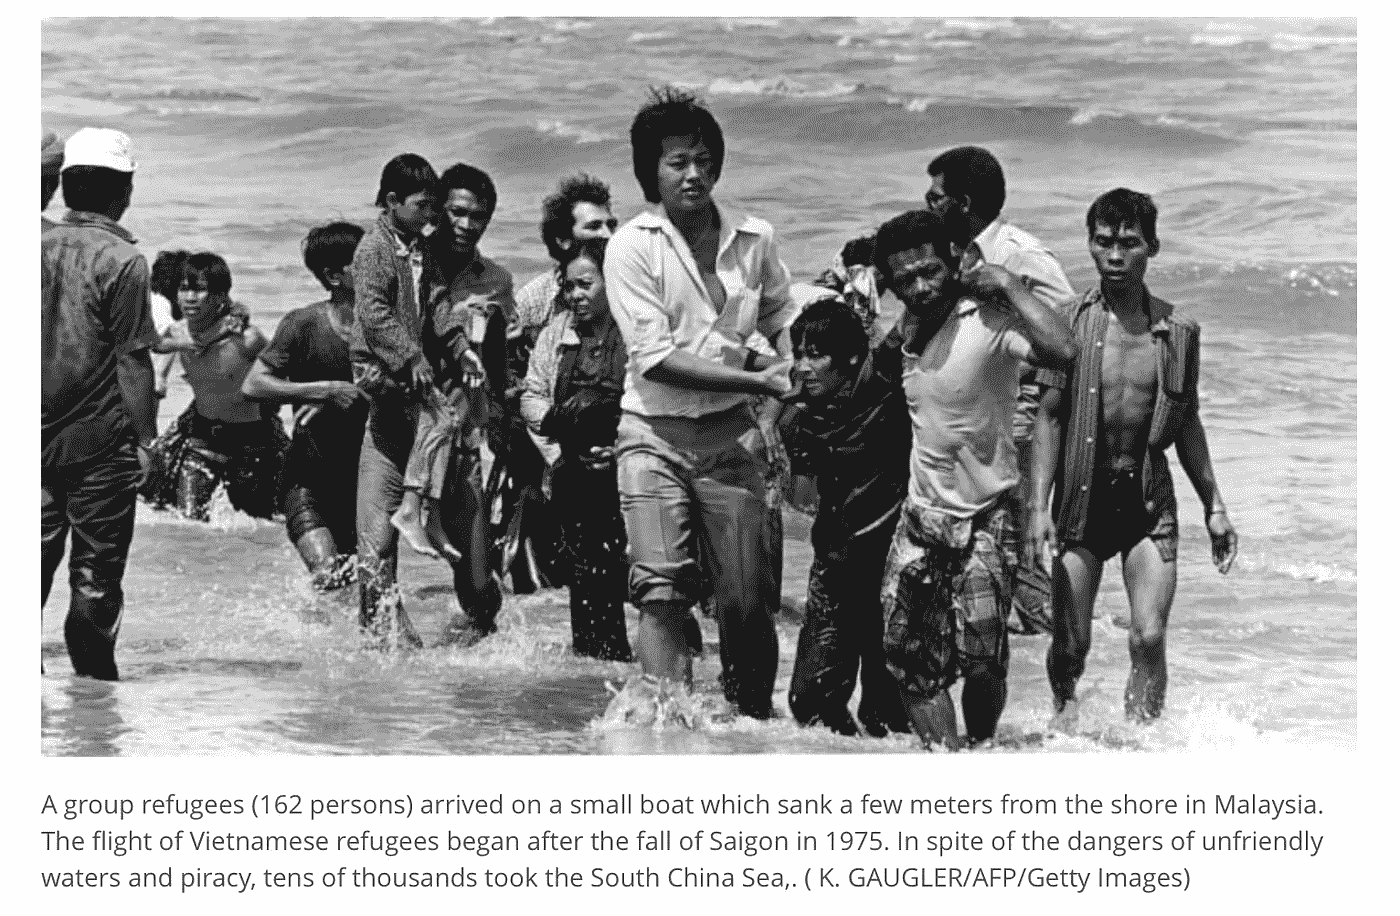 A group refugees (162 persons) arrived on a small boat which sank a few meters from the shore in Malaysia.
The flight of Vietnamese refugees began after the fall of Saigon in 1975. In spite of the dangers of unfriendly
waters and piracy, tens of thousands took the South China Sea,. ( K. GAUGLER/AFP/Getty Images)